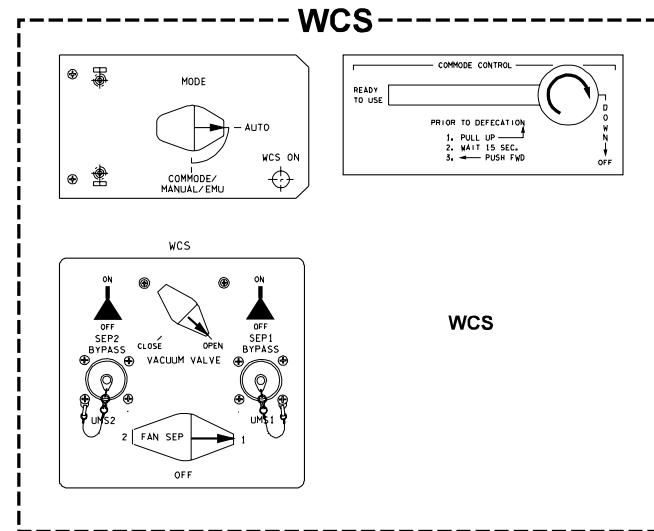 WCS
MODE
AUTO
WCS ON
COMMODE/
MANUAL/EMU
COMMODE CONTROL
READY
TO USE
PRIOR TO DEFECATION
1. PULL UP
2. WAIT 15 SEC.
3. PUSH FWD
DOWN
OFF
WCS
ON
OFF
SEP2
BYPASS
CLOSE
OPEN
VACUUM VALVE
ON
OFF
SEP1
BYPASS
UMS2
UMS1
2
FAN SEP
1
OFF
WCS